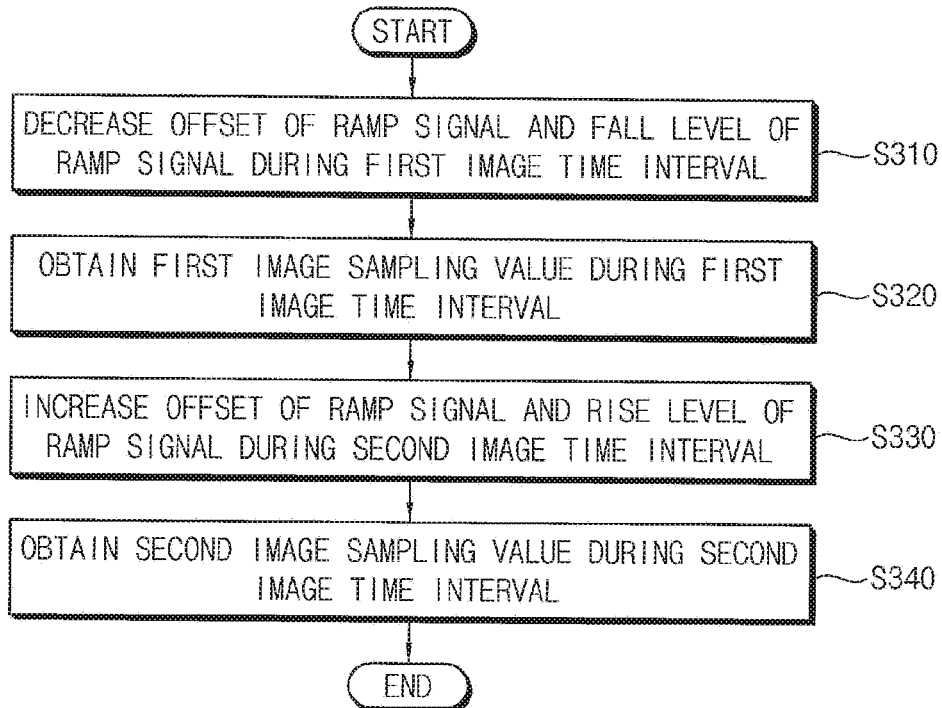 START
DECREASE OFFSET OF RAMP SIGNAL AND FALL LEVEL OF
RAMP SIGNAL DURING FIRST IMAGE TIME INTERVAL
S310
OBTAIN FIRST IMAGE SAMPLING VALUE DURING FIRST
IMAGE TIME INTERVAL
S320
INCREASE OFFSET OF RAMP SIGNAL AND RISE LEVEL OF
RAMP SIGNAL DURING SECOND IMAGE TIME INTERVAL
S330
OBTAIN SECOND IMAGE SAMPLING VALUE DURING SECOND
IMAGE TIME INTERVAL
S340
END